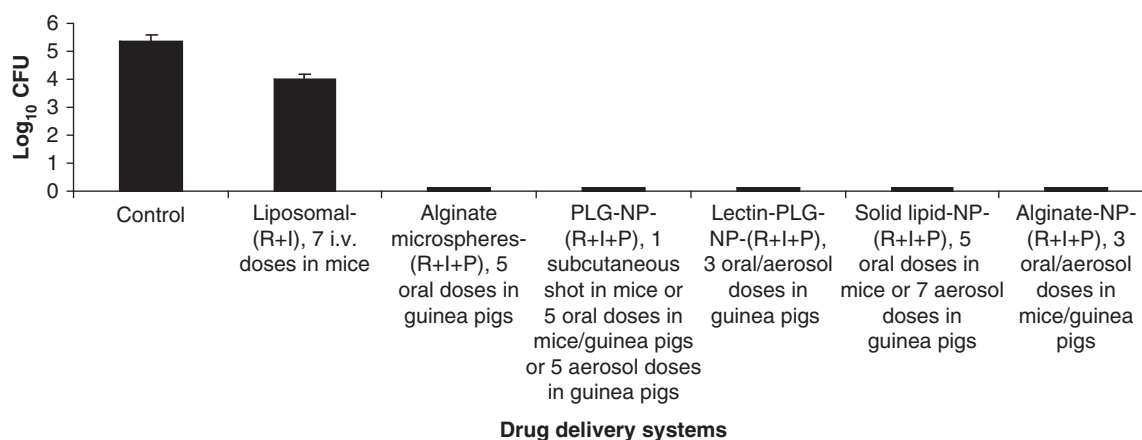 6
5
4
3
2
1
0
Log10 CFU
Control
Liposomal-
(R+I), 7 i.v.
doses in mice
Alginate
microspheres-
(R+I+P), 5
oral doses in
guinea pigs
PLG-NP-
(R+I+P), 1
subcutaneous
shot in mice or
5 oral doses in
mice/guinea pigs
or 5 aerosol doses
in guinea pigs
Lectin-PLG-
NP-(R+I+P),
3 oral/aerosol
doses in
guinea pigs
Solid lipid-NP-
(R+I+P), 5
oral doses in
mice or 7 aerosol
doses in
guinea pigs
Alginate-NP-
(R+I+P), 3
oral/aerosol
doses in
mice/guinea
pigs
Drug delivery systems